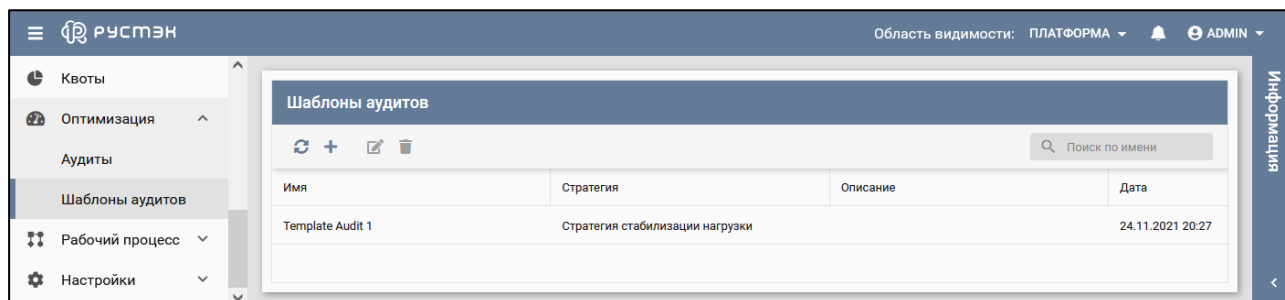 РУСТЭК
Область видимости: ПЛАТФОРМА ADMIN
Квоты
Оптимизация
Аудиты
Шаблоны аудитов
Рабочий процесс
Настройки
Шаблоны аудитов
Поиск по имени
Имя Стратегия Описание Дата
Template Audit 1 Стратегия стабилизации нагрузки 24.11.2021 20:27
Информация